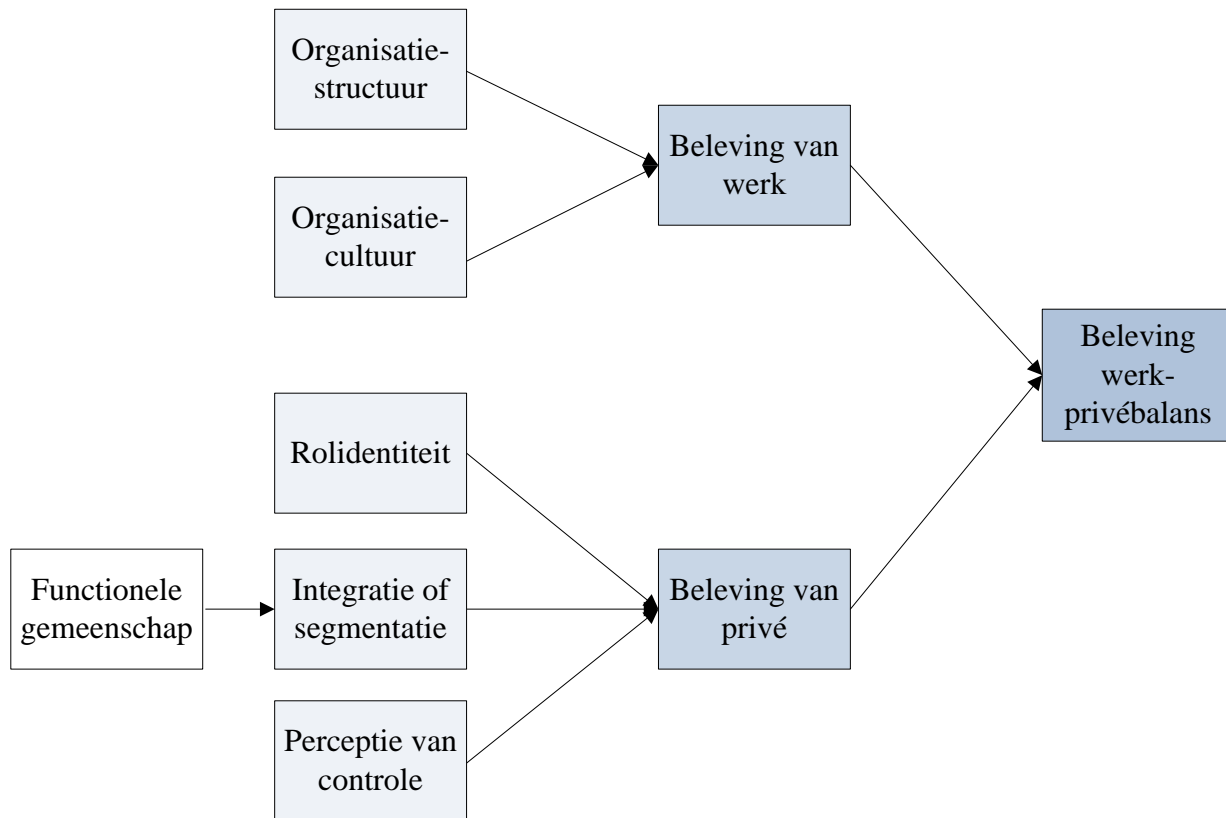 Organisatie-
structuur
Organisatie-
cultuur
Beleving van
werk
Beleving
werk-
privébalans
Rolidentiteit
Functionele
gemeenschap
Integratie of
segmentatie
Beleving van
privé
Perceptie van
controle